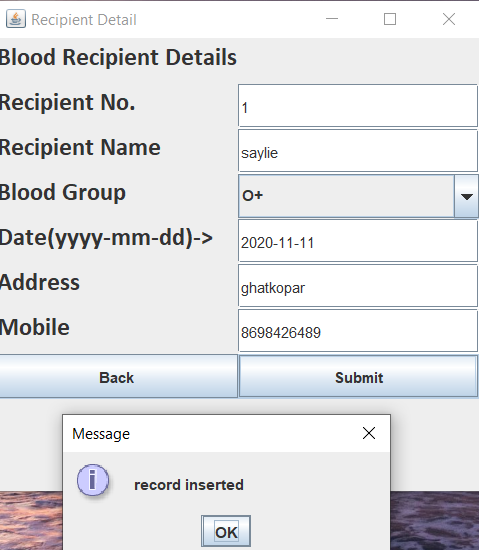 Recipient Detail
Blood Recipient Details
Recipient No. 1
Recipient Name saylie
Blood Group O+
Date(yyyy-mm-dd)-> 2020-11-11
Address ghatkopar
Mobile 8698426489
Back Submit
Message
record inserted
OK